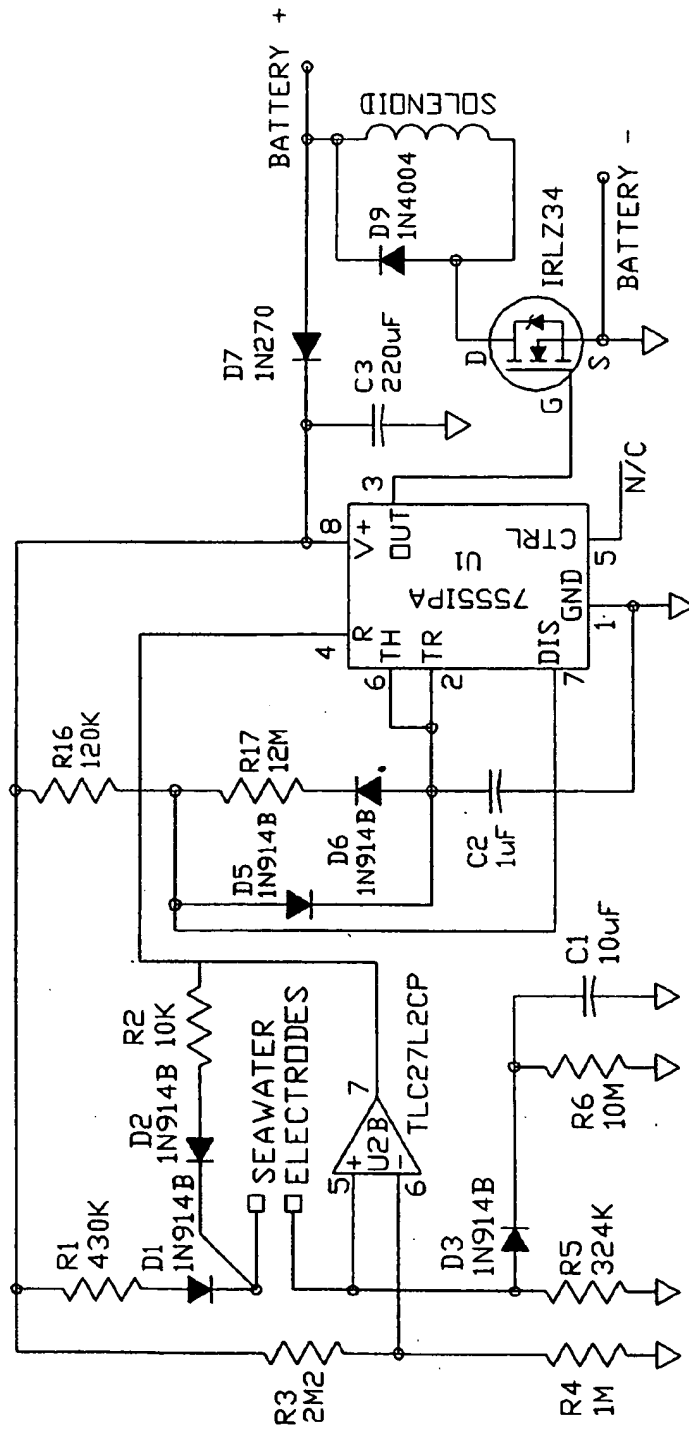 BATTERY +
SOLENOID
D9
1N4004
IRLZ34
D
G
S
BATTERY -
D7
1N270
C3
220uF
3
8
V+
OUT
U1
7555IPA
CTRL
5
N/C
4
R
6
TH
2
TR
DIS
7
GND
1
R16
120K
R17
12M
D5
1N914B
D6
1N914B
C2
1uF
R2
10K
D2
1N914B
R1
430K
D1
1N914B
SEAWATER
ELECTRODES
5
+
U2B
7
6
-
TLC27L2CP
R3
2M2
R4
1M
D3
1N914B
R5
324K
R6
10M
C1
10uF